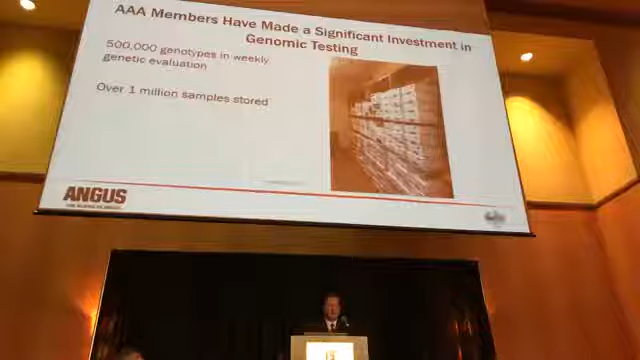 AAA Members Have Made a Significant Investment in
Genomic Testing
500,000 genotypes in weekly
genetic evaluation
Over 1 million samples stored
ANGUS